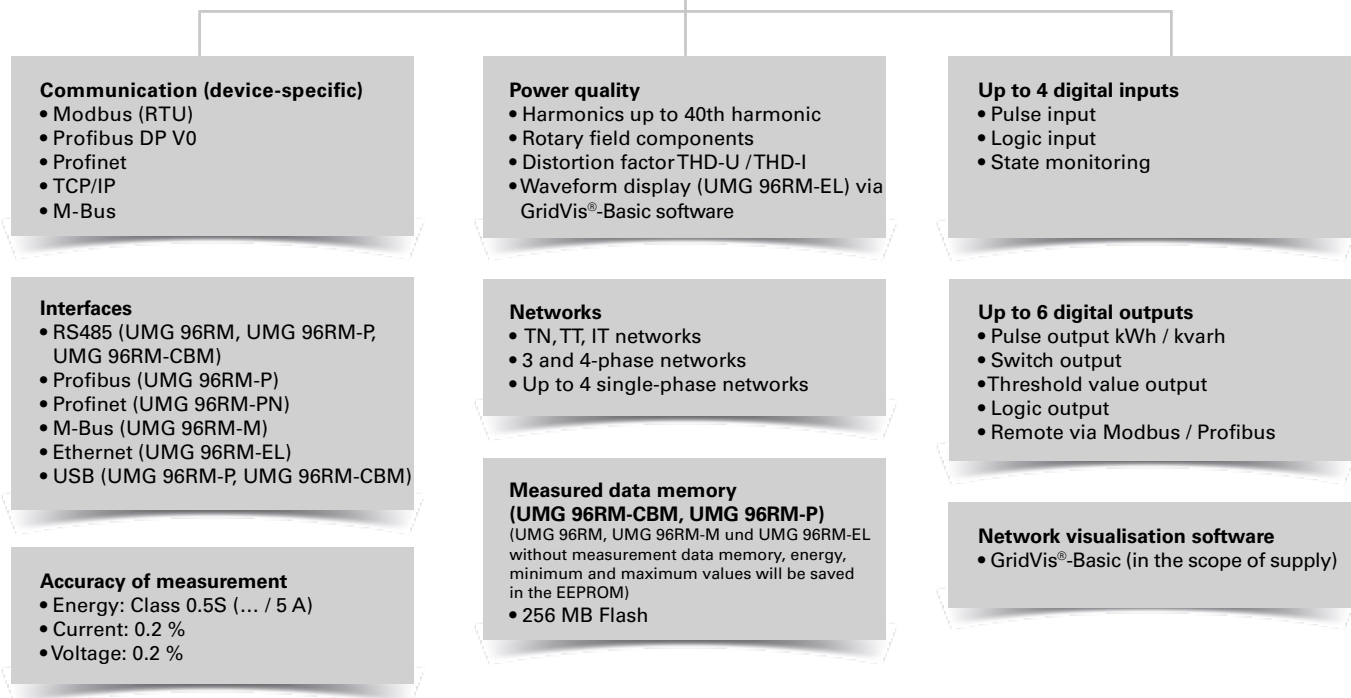 Communication (device-specific)
• Modbus (RTU)
• Profibus DP V0
• Profinet
• TCP/IP
• M-Bus
Interfaces
• RS485 (UMG 96RM, UMG 96RM-P,
UMG 96RM-CBM)
• Profibus (UMG 96RM-P)
• Profinet (UMG 96RM-PN)
• M-Bus (UMG 96RM-M)
• Ethernet (UMG 96RM-EL)
• USB (UMG 96RM-P, UMG 96RM-CBM)
Accuracy of measurement
• Energy: Class 0.5S (… / 5 A)
• Current: 0.2 %
• Voltage: 0.2 %
Power quality
• Harmonics up to 40th harmonic
• Rotary field components
• Distortion factor THD-U / THD-I
• Waveform display (UMG 96RM-EL) via
GridVis®-Basic software
Networks
• TN, TT, IT networks
• 3 and 4-phase networks
• Up to 4 single-phase networks
Measured data memory
(UMG 96RM-CBM, UMG 96RM-P)
(UMG 96RM, UMG 96RM-M und UMG 96RM-EL
without measurement data memory, energy,
minimum and maximum values will be saved
in the EEPROM)
• 256 MB Flash
Up to 4 digital inputs
• Pulse input
• Logic input
• State monitoring
Up to 6 digital outputs
• Pulse output kWh / kvarh
• Switch output
•Threshold value output
• Logic output
• Remote via Modbus / Profibus
Network visualisation software
• GridVis®-Basic (in the scope of supply)